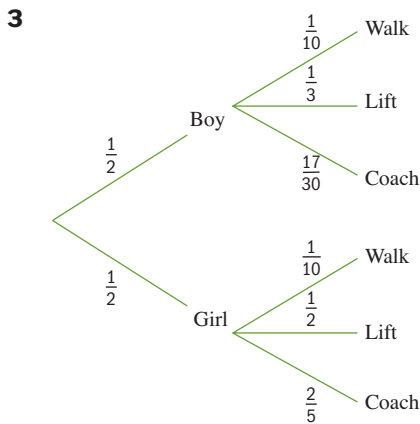 3
1/10 Walk
1/3 Lift
Boy
1/2
17/30 Coach
1/10 Walk
1/2
1/2 Lift
Girl
2/5 Coach